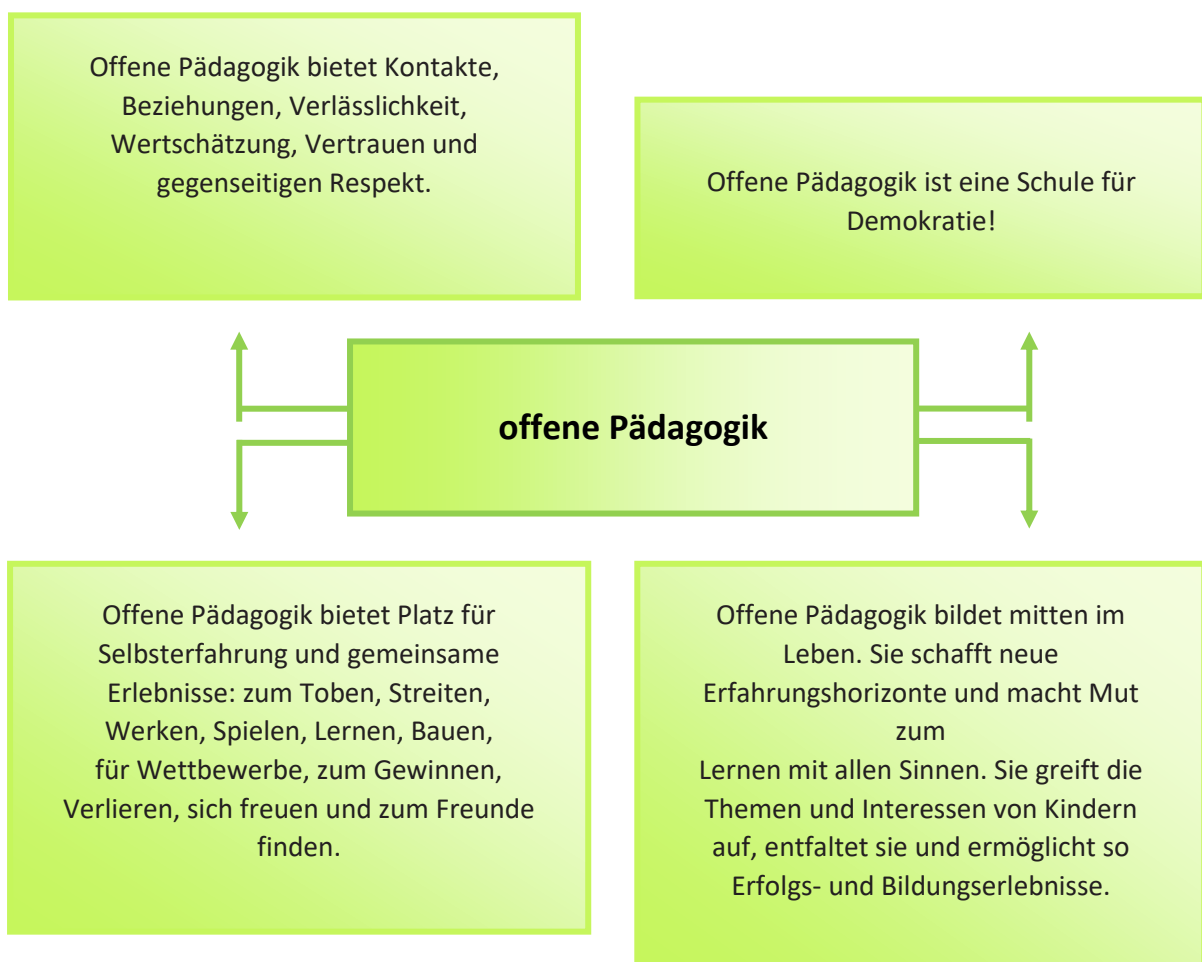 Offene Pädagogik bietet Kontakte,
Beziehungen, Verlässlichkeit,
Wertschätzung, Vertrauen und
gegenseitigen Respekt.
Offene Pädagogik ist eine Schule für
Demokratie!
offene Pädagogik
Offene Pädagogik bietet Platz für
Selbsterfahrung und gemeinsame
Erlebnisse: zum Toben, Streiten,
Werken, Spielen, Lernen, Bauen,
für Wettbewerbe, zum Gewinnen,
Verlieren, sich freuen und zum Freunde
finden.
Offene Pädagogik bildet mitten im
Leben. Sie schafft neue
Erfahrungshorizonte und macht Mut
zum
Lernen mit allen Sinnen. Sie greift die
Themen und Interessen von Kindern
auf, entfaltet sie und ermöglicht so
Erfolgs- und Bildungserlebnisse.